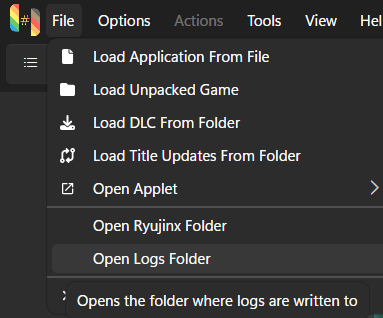 # File Options Actions Tools View Hel
Load Application From File
Load Unpacked Game
Load DLC From Folder
Load Title Updates From Folder
Open Applet
Open Ryujinx Folder
Open Logs Folder
Opens the folder where logs are written to